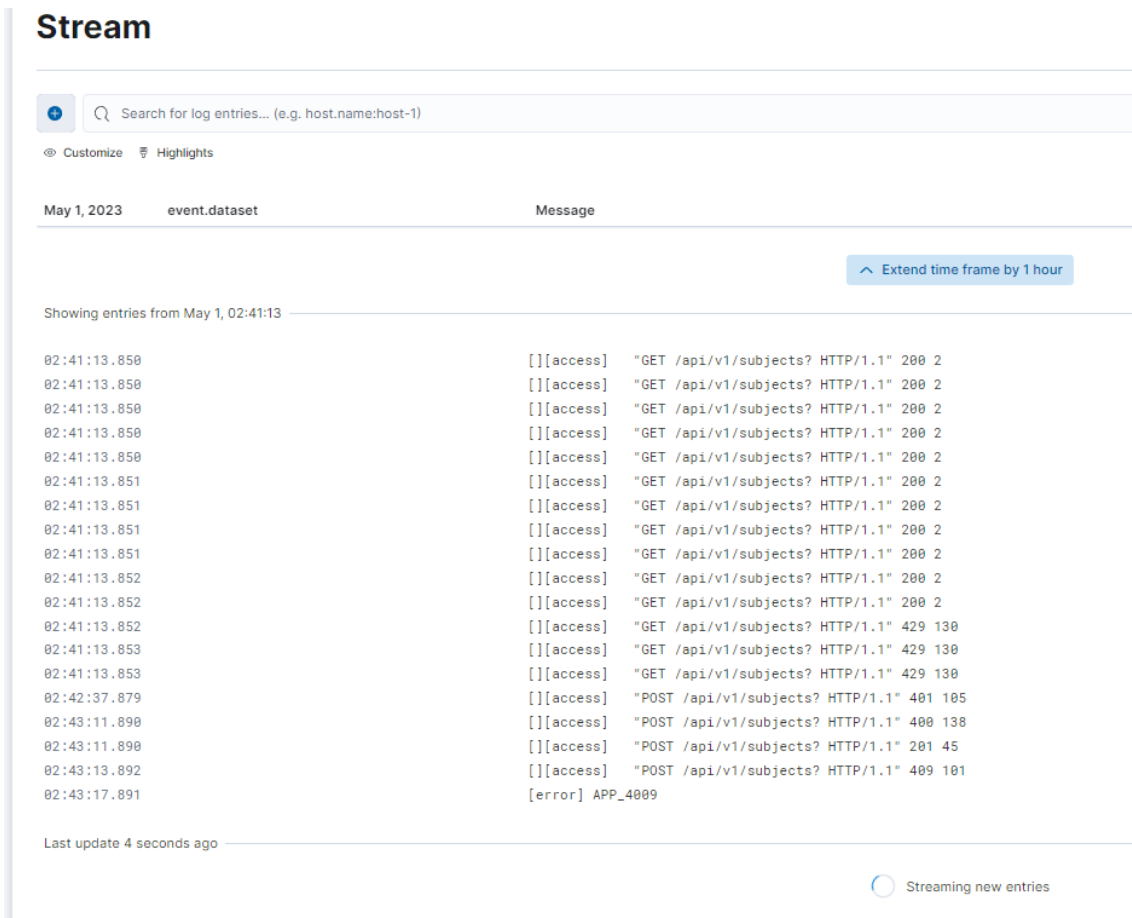 Stream
Search for log entries... (e.g. host.name:host-1)
Customize Highlights
May 1, 2023 event.dataset Message
Extend time frame by 1 hour
Showing entries from May 1, 02:41:13
02:41:13.850 [][access] "GET /api/v1/subjects? HTTP/1.1" 200 2
02:41:13.850 [][access] "GET /api/v1/subjects? HTTP/1.1" 200 2
02:41:13.850 [][access] "GET /api/v1/subjects? HTTP/1.1" 200 2
02:41:13.850 [][access] "GET /api/v1/subjects? HTTP/1.1" 200 2
02:41:13.850 [][access] "GET /api/v1/subjects? HTTP/1.1" 200 2
02:41:13.851 [][access] "GET /api/v1/subjects? HTTP/1.1" 200 2
02:41:13.851 [][access] "GET /api/v1/subjects? HTTP/1.1" 200 2
02:41:13.851 [][access] "GET /api/v1/subjects? HTTP/1.1" 200 2
02:41:13.851 [][access] "GET /api/v1/subjects? HTTP/1.1" 200 2
02:41:13.852 [][access] "GET /api/v1/subjects? HTTP/1.1" 200 2
02:41:13.852 [][access] "GET /api/v1/subjects? HTTP/1.1" 200 2
02:41:13.852 [][access] "GET /api/v1/subjects? HTTP/1.1" 429 130
02:41:13.853 [][access] "GET /api/v1/subjects? HTTP/1.1" 429 130
02:41:13.853 [][access] "GET /api/v1/subjects? HTTP/1.1" 429 130
02:42:37.879 [][access] "POST /api/v1/subjects? HTTP/1.1" 401 105
02:43:11.890 [][access] "POST /api/v1/subjects? HTTP/1.1" 400 138
02:43:11.890 [][access] "POST /api/v1/subjects? HTTP/1.1" 201 45
02:43:13.892 [][access] "POST /api/v1/subjects? HTTP/1.1" 409 101
02:43:17.891 [error] APP_4009
Last update 4 seconds ago
Streaming new entries